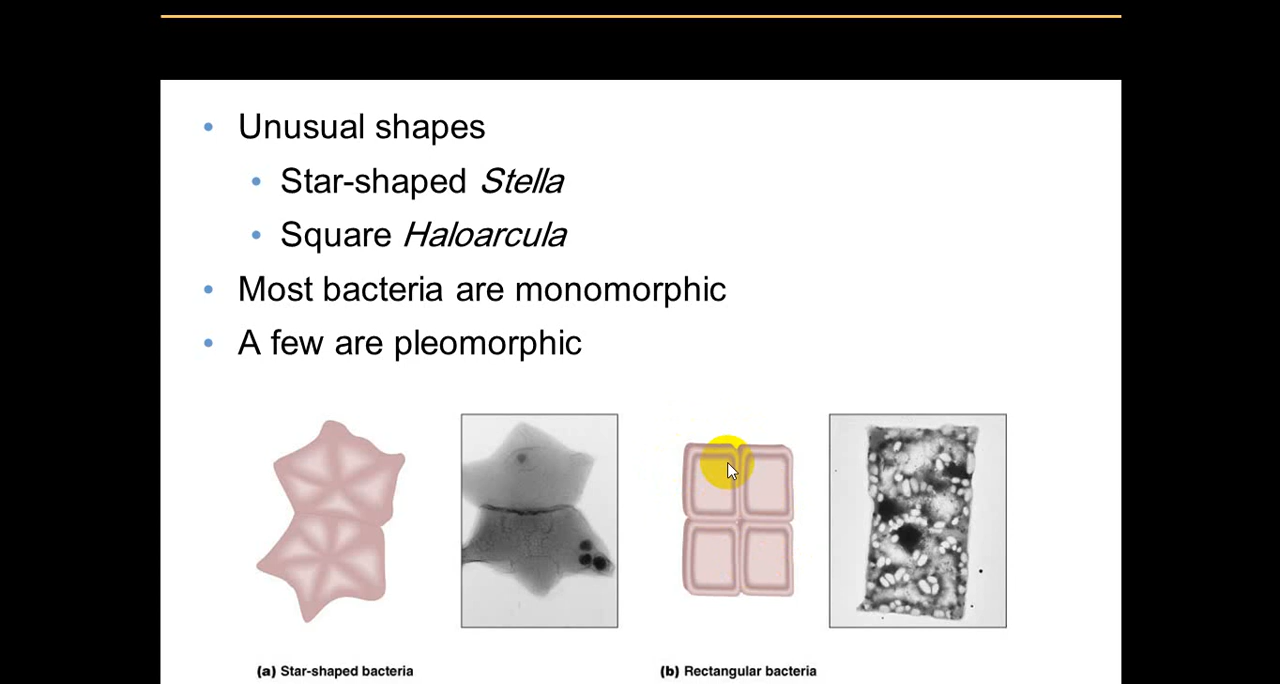 • Unusual shapes
• Star-shaped Stella
• Square Haloarcula
• Most bacteria are monomorphic
• A few are pleomorphic
(a) Star-shaped bacteria
(b) Rectangular bacteria